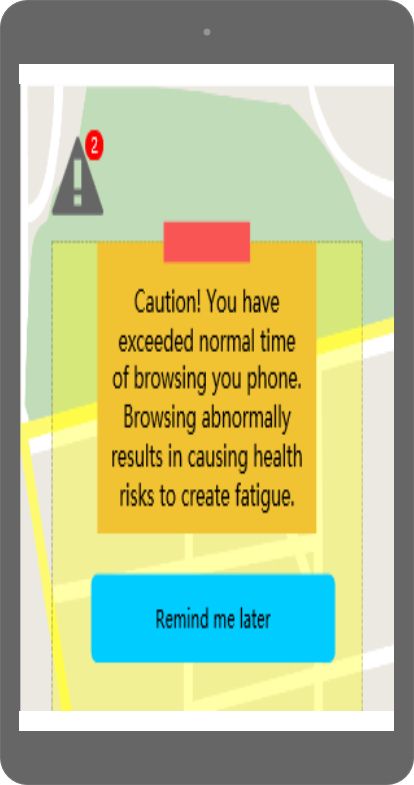 2
Caution! You have
exceeded normal time
of browsing you phone.
Browsing abnormally
results in causing health
risks to create fatigue.
Remind me later